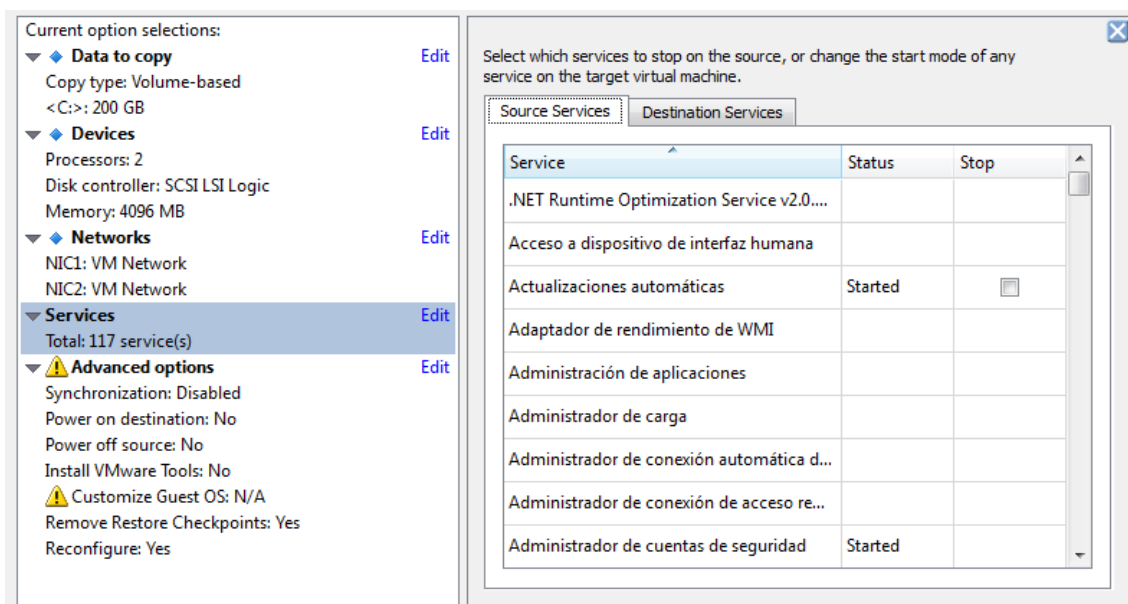 Current option selections:
Data to copy Edit
Copy type: Volume-based
<C:>: 200 GB
Devices Edit
Processors: 2
Disk controller: SCSI LSI Logic
Memory: 4096 MB
Networks Edit
NIC1: VM Network
NIC2: VM Network
Services Edit
Total: 117 service(s)
Advanced options Edit
Synchronization: Disabled
Power on destination: No
Power off source: No
Install VMware Tools: No
Customize Guest OS: N/A
Remove Restore Checkpoints: Yes
Reconfigure: Yes
Select which services to stop on the source, or change the start mode of any
service on the target virtual machine.
Source Services Destination Services
Service Status Stop
.NET Runtime Optimization Service v2.0....
Acceso a dispositivo de interfaz humana
Actualizaciones automáticas Started
Adaptador de rendimiento de WMI
Administración de aplicaciones
Administrador de carga
Administrador de conexión automática d...
Administrador de conexión de acceso re...
Administrador de cuentas de seguridad Started